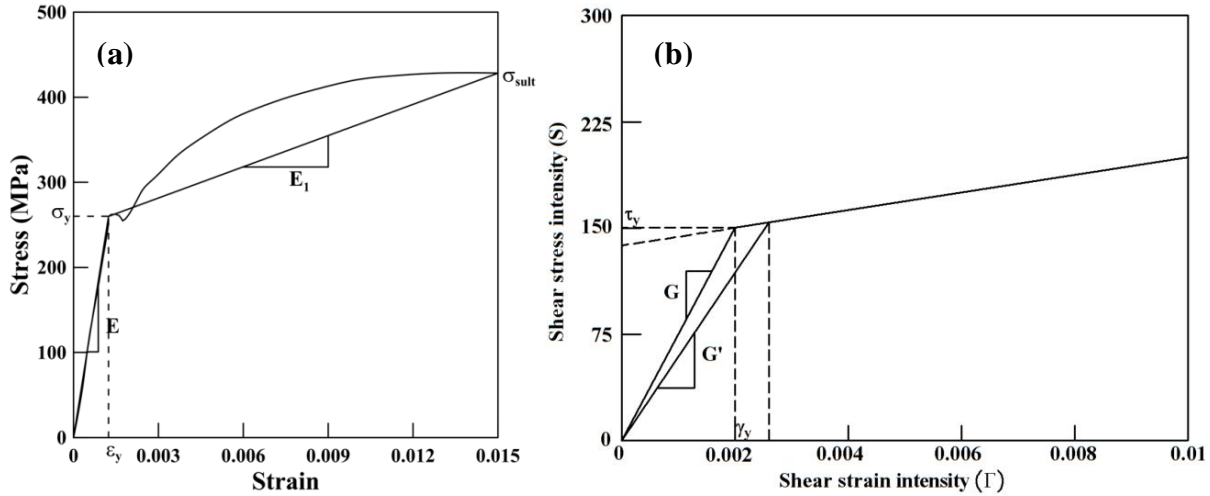 (a)
Stress (MPa)
500
400
300
σy
200
100
0
E
E1
σsult
εy
0
0.003
0.006
0.009
0.012
0.015
Strain
(b)
Shear stress intensity (S)
300
225
150
75
0
τy
G
G'
γy
0
0.002
0.004
0.006
0.008
0.01
Shear strain intensity (Γ)